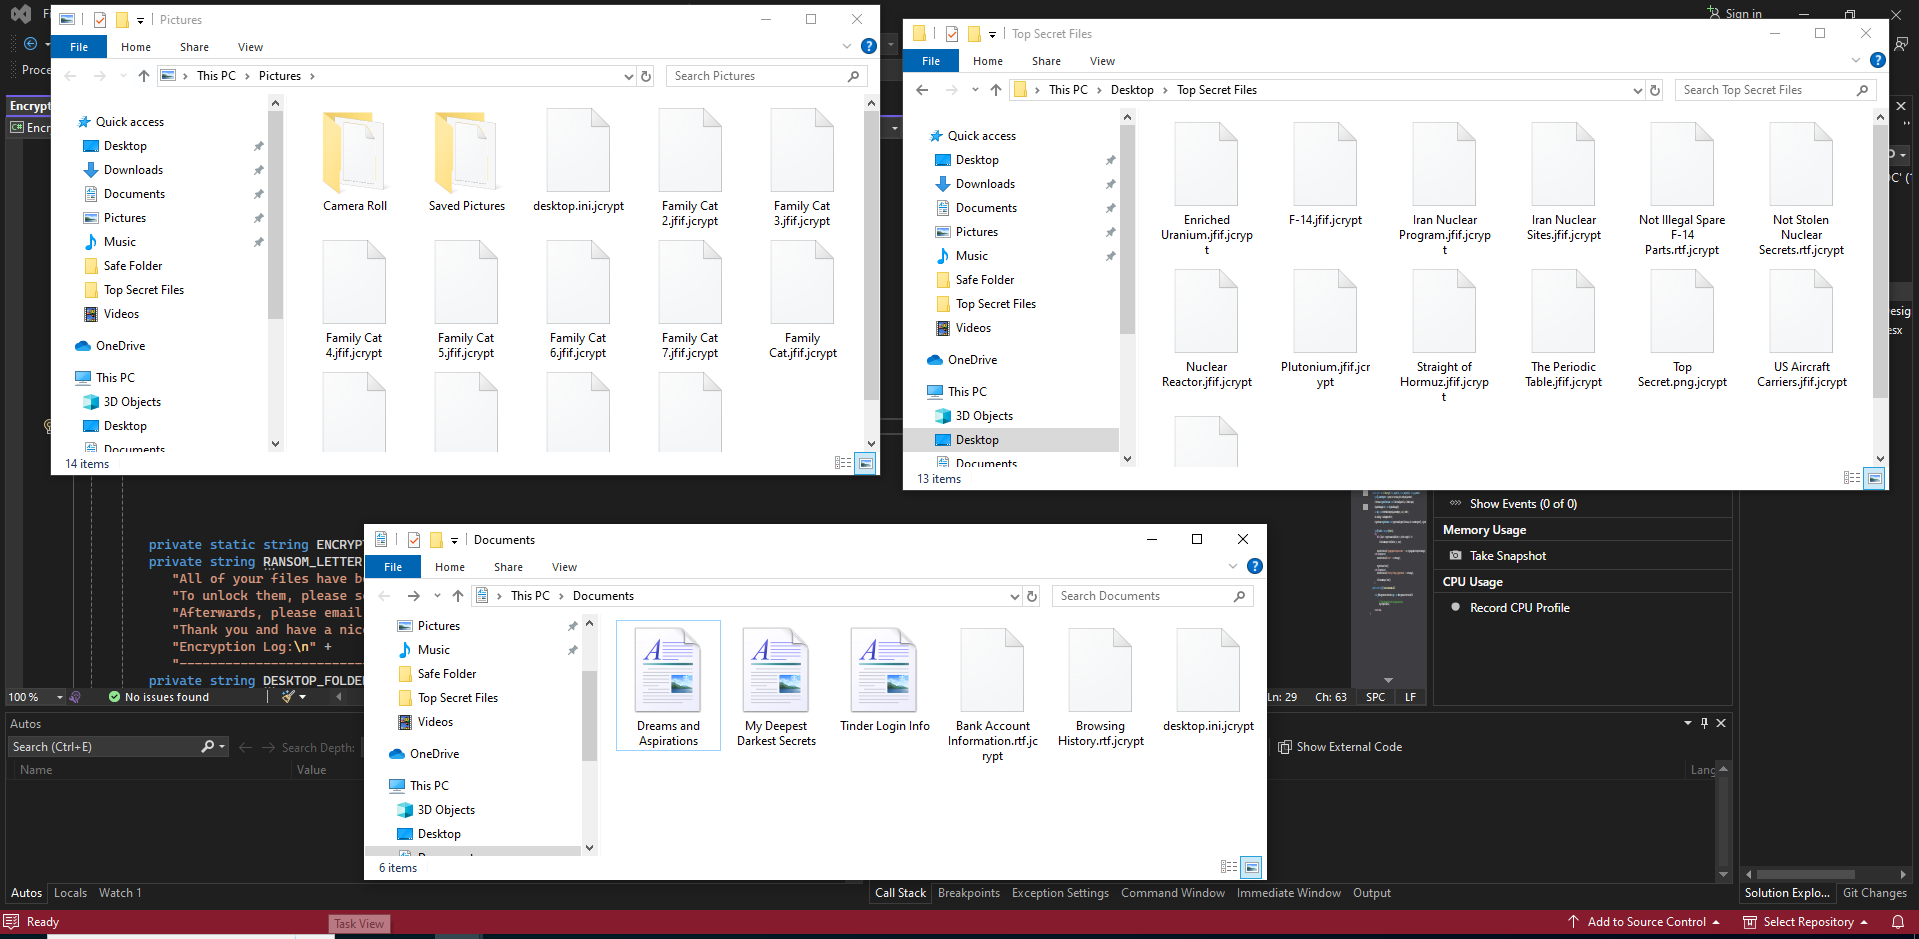 Sign in
Pictures
File
Home
Share
View
This PC
Pictures
Search Pictures
Quick access
Desktop
Downloads
Documents
Pictures
Music
Safe Folder
Top Secret Files
Videos
OneDrive
This PC
3D Objects
Desktop
Documents
Camera Roll
Saved Pictures
desktop.ini.jcrypt
Family Cat
2.jfif.jcrypt
Family Cat
3.jfif.jcrypt
Family Cat
4.jfif.jcrypt
Family Cat
5.jfif.jcrypt
Family Cat
6.jfif.jcrypt
Family Cat
7.jfif.jcrypt
Family
Cat.jfif.jcrypt
14 items
Top Secret Files
File
Home
Share
View
This PC
Desktop
Top Secret Files
Search Top Secret Files
Quick access
Desktop
Downloads
Documents
Pictures
Music
Safe Folder
Top Secret Files
Videos
OneDrive
This PC
3D Objects
Desktop
Documents
Enriched
Uranium.jfif.jcryp
t
F-14.jfif.jcrypt
Iran Nuclear
Program.jfif.jcryp
t
Iran Nuclear
Sites.jfif.jcrypt
Not Illegal Spare
F-14
Parts.rtf.jcrypt
Not Stolen
Nuclear
Secrets.rtf.jcrypt
Nuclear
Reactor.jfif.jcrypt
Plutonium.jfif.jcr
ypt
Straight of
Hormuz.jfif.jcryp
t
The Periodic
Table.jfif.jcrypt
Top
Secret.png.jcrypt
US Aircraft
Carriers.jfif.jcrypt
13 items
Proce
Encrypt
Encr
private static string ENCRYPT
private string RANSOM_LETTER
"All of your files have be
"To unlock them, please se
"Afterwards, please email
"Thank you and have a nice
"Encryption Log:\n" +
private string DESKTOP_FOLDER
100 %
No issues found
Documents
File
Home
Share
View
This PC
Documents
Search Documents
Pictures
Music
Safe Folder
Top Secret Files
Videos
OneDrive
This PC
3D Objects
Desktop
Dreams and
Aspirations
My Deepest
Darkest Secrets
Tinder Login Info
Bank Account
Information.rtf.jc
rypt
Browsing
History.rtf.jcrypt
desktop.ini.jcrypt
6 items
Show Events (0 of 0)
Memory Usage
Take Snapshot
CPU Usage
Record CPU Profile
Ln: 29
Ch: 63
SPC
LF
Autos
Search (Ctrl+E)
Search Depth:
Name
Value
Show External Code
Lang
Autos
Locals
Watch 1
Call Stack
Breakpoints
Exception Settings
Command Window
Immediate Window
Output
Solution Explo...
Git Changes
Ready
Task View
Add to Source Control
Select Repository